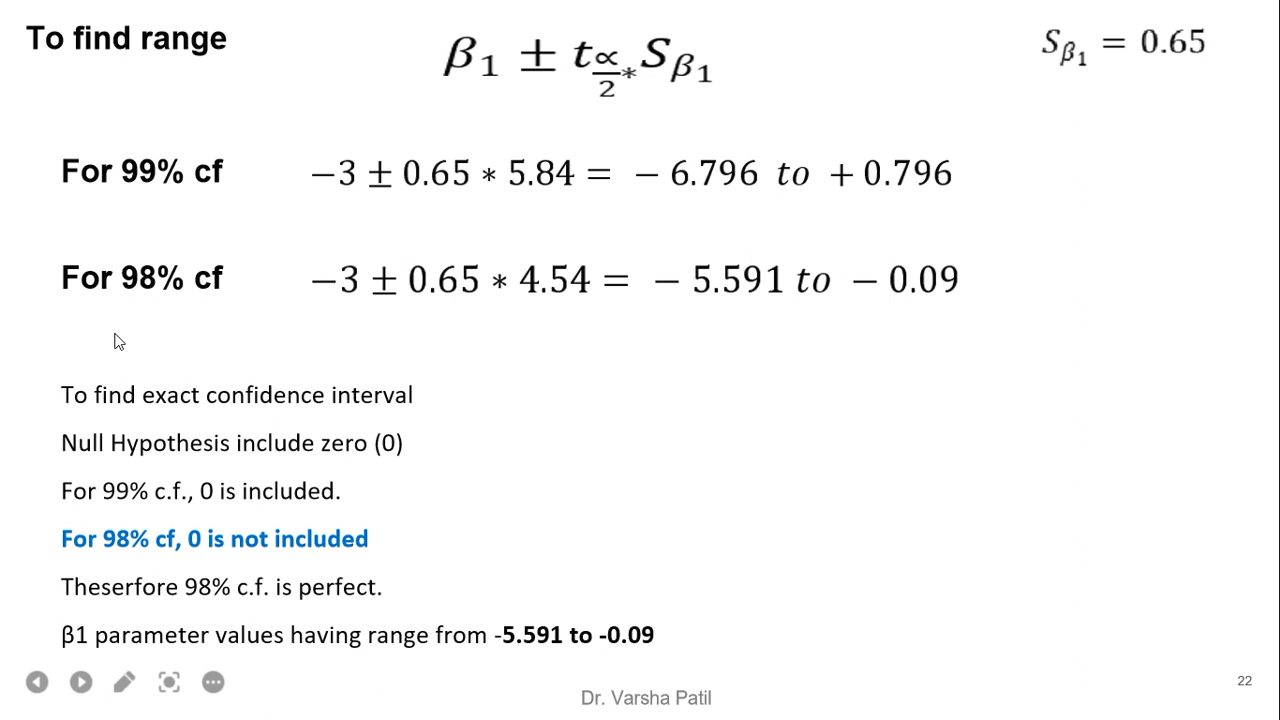 To find range
β₁ ± t∝/2 * Sβ₁
Sβ₁ = 0.65
For 99% cf −3 ± 0.65 ∗ 5.84 = − 6.796 to + 0.796
For 98% cf −3 ± 0.65 ∗ 4.54 = − 5.591 to − 0.09
To find exact confidence interval
Null Hypothesis include zero (0)
For 99% c.f., 0 is included.
For 98% cf, 0 is not included
Theserfore 98% c.f. is perfect.
β1 parameter values having range from -5.591 to -0.09
22
Dr. Varsha Patil